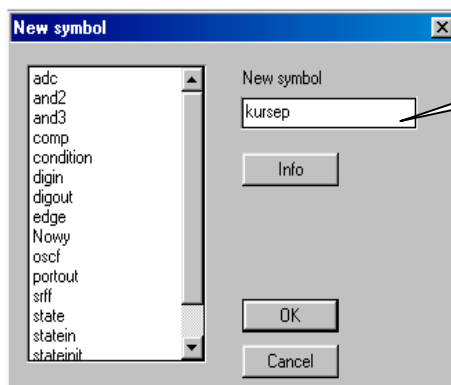 New symbol
adc
and2
and3
comp
condition
digin
digout
edge
Nowy
oscf
portout
srff
state
statein
stateinit
New symbol
kursep
Info
OK
Cancel